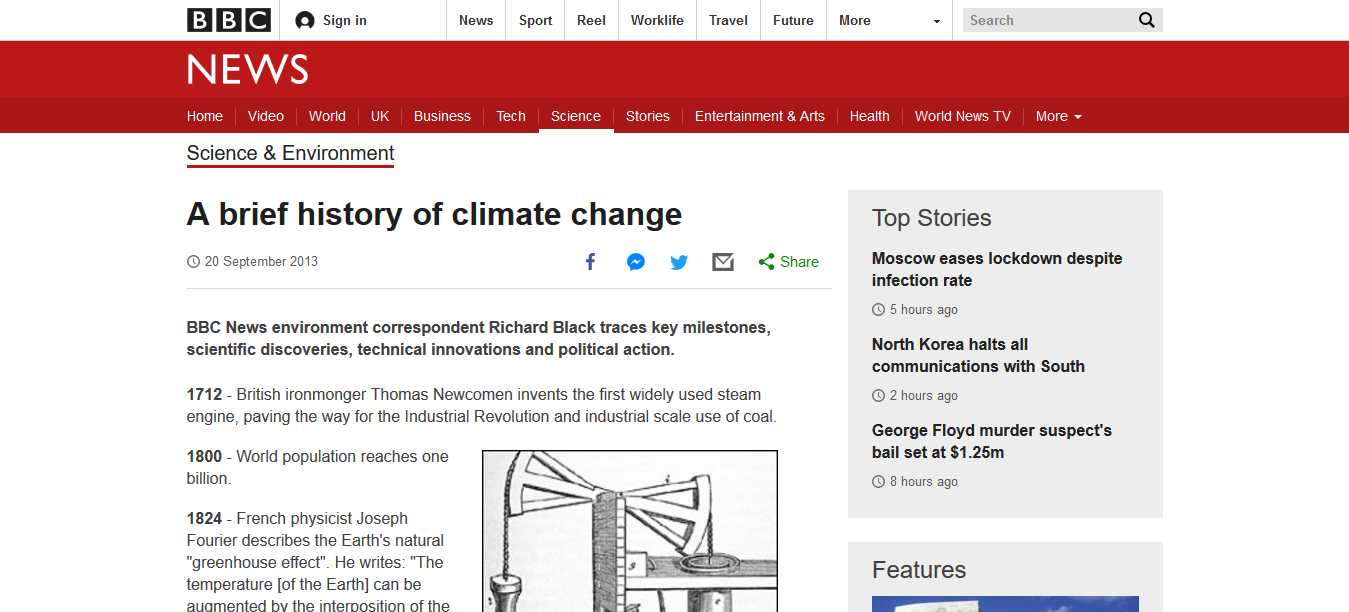 BBC
Sign in
News
Sport
Reel
Worklife
Travel
Future
More
Search
NEWS
Home
Video
World
UK
Business
Tech
Science
Stories
Entertainment & Arts
Health
World News TV
More
Science & Environment
A brief history of climate change
20 September 2013
Share
BBC News environment correspondent Richard Black traces key milestones,
scientific discoveries, technical innovations and political action.
1712 - British ironmonger Thomas Newcomen invents the first widely used steam
engine, paving the way for the Industrial Revolution and industrial scale use of coal.
1800 - World population reaches one
billion.
1824 - French physicist Joseph
Fourier describes the Earth's natural
"greenhouse effect". He writes: "The
temperature [of the Earth] can be
augmented by the interposition of the
Top Stories
Moscow eases lockdown despite
infection rate
5 hours ago
North Korea halts all
communications with South
2 hours ago
George Floyd murder suspect's
bail set at $1.25m
8 hours ago
Features